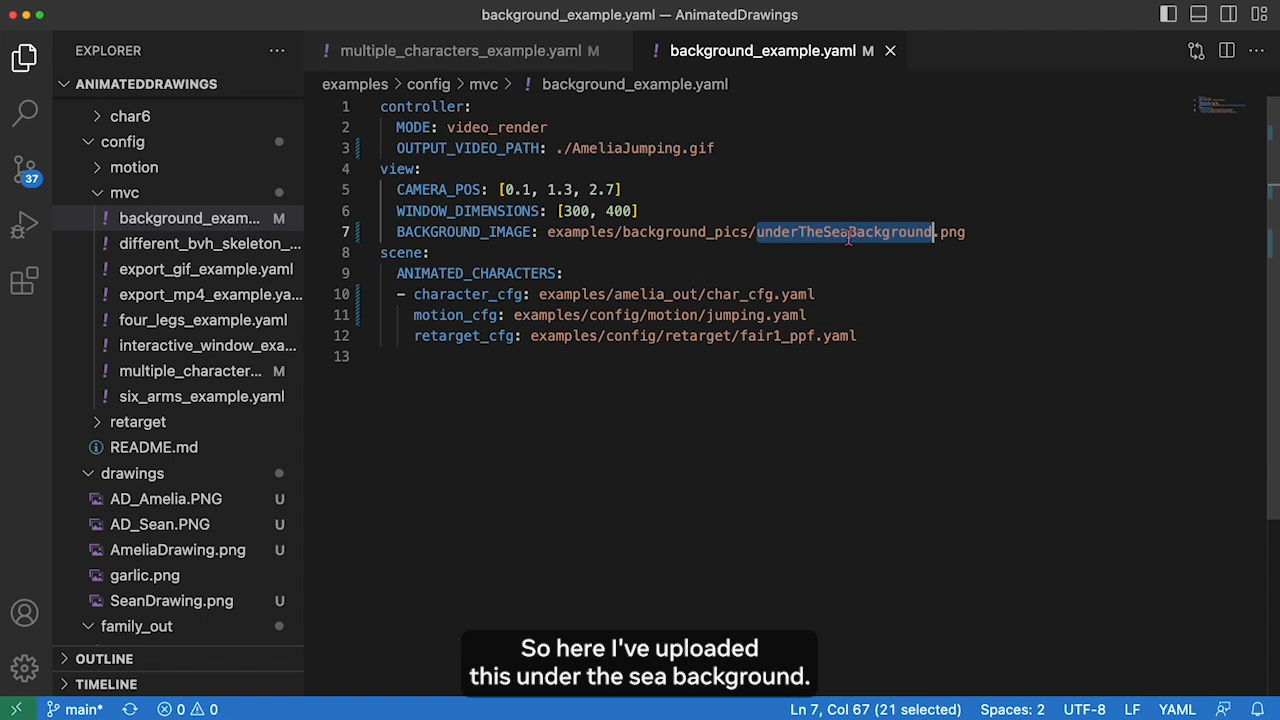 background_example.yaml — AnimatedDrawings
EXPLORER
multiple_characters_example.yaml M
background_example.yaml M
ANIMATEDDRAWINGS
examples > config > mvc > ! background_example.yaml
char6
config
motion
mvc
! background_exam... M
! different_bvh_skeleton_...
! export_gif_example.yaml
! export_mp4_example.ya...
! four_legs_example.yaml
! interactive_window_exa...
! multiple_character... M
! six_arms_example.yaml
retarget
README.md
drawings
AD_Amelia.PNG U
AD_Sean.PNG U
AmeliaDrawing.png U
garlic.png
SeanDrawing.png U
family_out
OUTLINE
TIMELINE
37
1 controller:
2 MODE: video_render
3 OUTPUT_VIDEO_PATH: ./AmeliaJumping.gif
4 view:
5 CAMERA_POS: [0.1, 1.3, 2.7]
6 WINDOW_DIMENSIONS: [300, 400]
7 BACKGROUND_IMAGE: examples/background_pics/underTheSeaBackground.png
8 scene:
9 ANIMATED_CHARACTERS:
10 - character_cfg: examples/amelia_out/char_cfg.yaml
11 motion_cfg: examples/config/motion/jumping.yaml
12 retarget_cfg: examples/config/retarget/fair1_ppf.yaml
13
So here I've uploaded
this under the sea background.
main* 0 0 Ln 7, Col 67 (21 selected) Spaces: 2 UTF-8 LF YAML